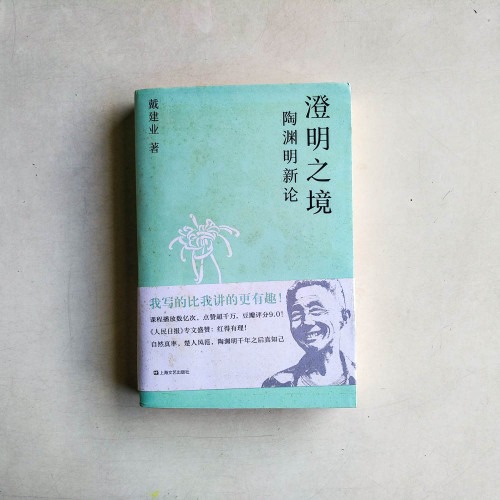 澄明之境
陶渊明新论
戴建业 著
我写的比我讲的更有趣！
课程播放数亿次，点赞超千万，豆瓣评分9.0！
《人民日报》专文盛赞：红得有理！
自然真率，楚人风范，陶渊明千年之后真知己
上海文艺出版社